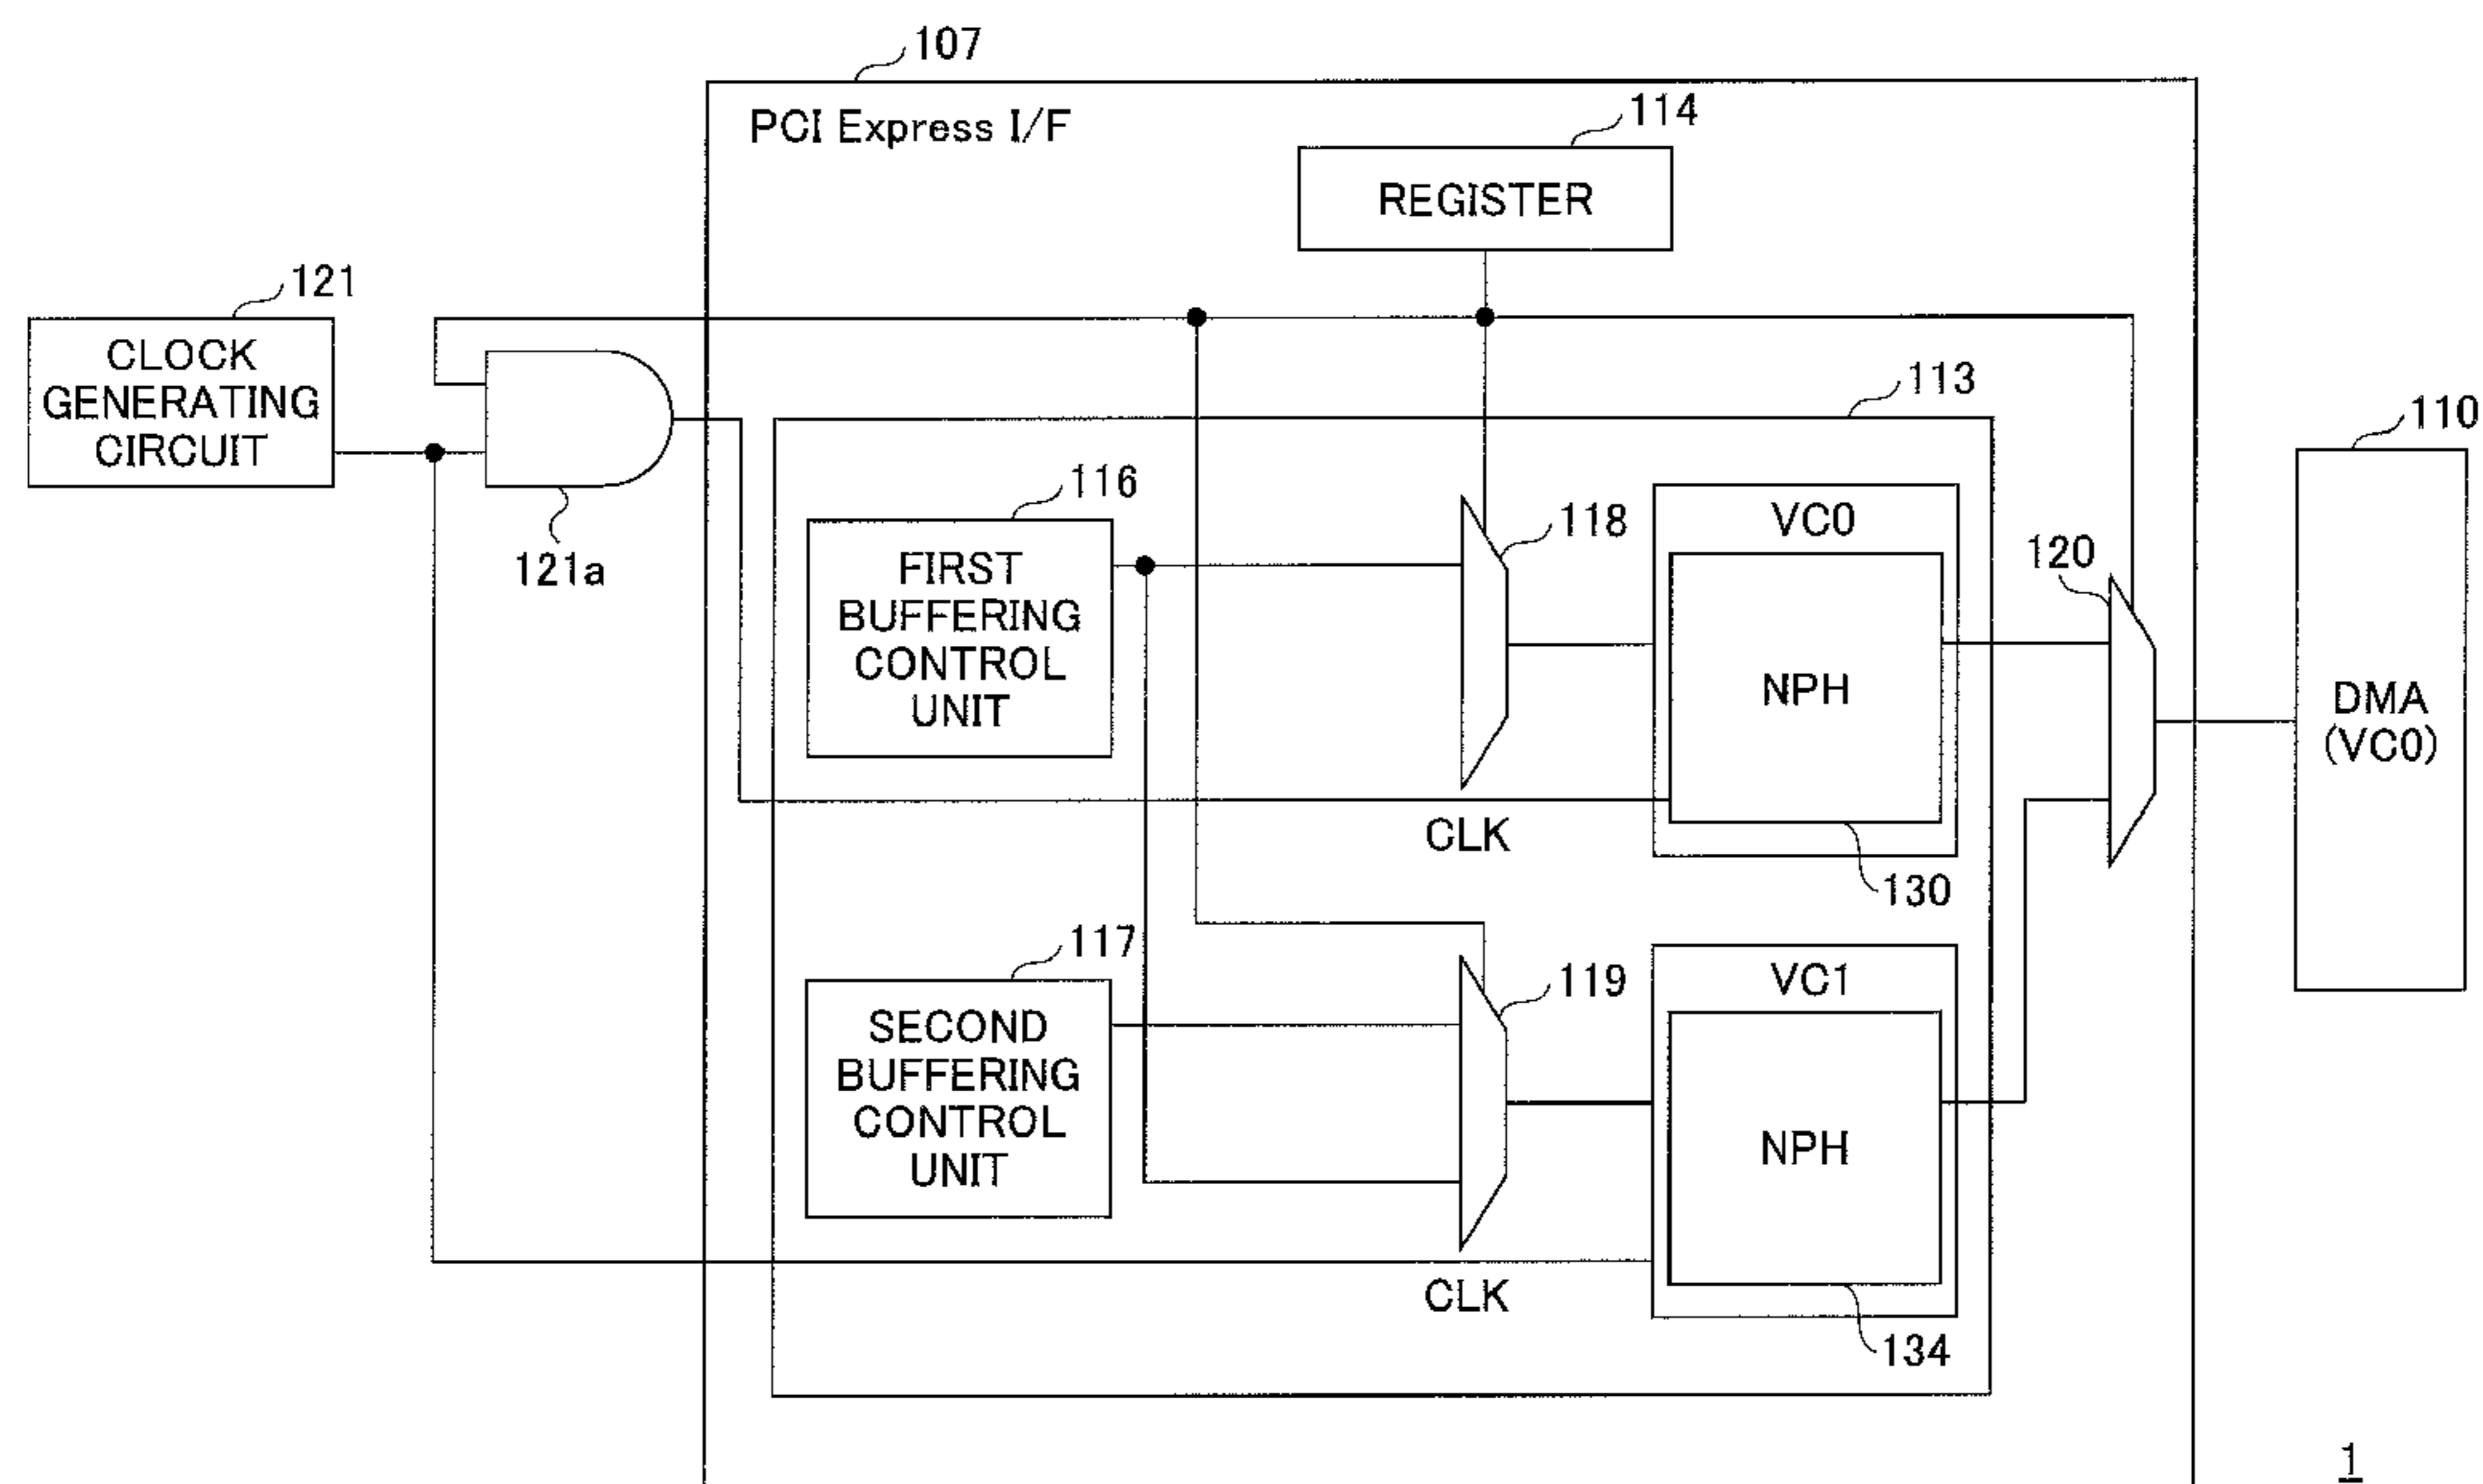 107
PCI Express I/F
114
REGISTER
121
CLOCK
GENERATING
CIRCUIT
121a
113
110
116
FIRST
BUFFERING
CONTROL
UNIT
118
VC0
NPH
120
DMA
(VC0)
CLK
130
117
SECOND
BUFFERING
CONTROL
UNIT
119
VC1
NPH
CLK
134
1